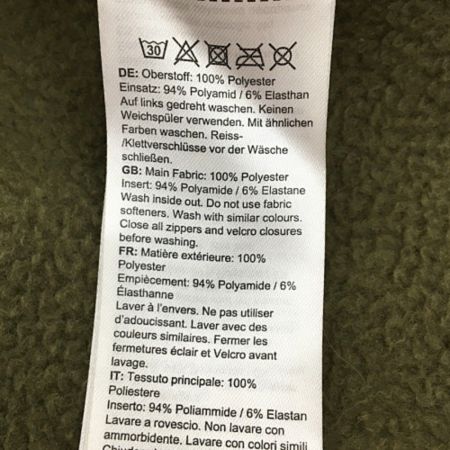 30
DE: Oberstoff: 100% Polyester
Einsatz: 94% Polyamid / 6% Elasthan
Auf links gedreht waschen. Keinen
Weichspüler verwenden. Mit ähnlichen
Farben waschen. Reiss-
/Klettverschlüsse vor der Wäsche
schließen.
GB: Main Fabric: 100% Polyester
Insert: 94% Polyamide / 6% Elastane
Wash inside out. Do not use fabric
softeners. Wash with similar colours.
Close all zippers and velcro closures
before washing.
FR: Matière extérieure: 100%
Polyester
Empiècement: 94% Polyamide / 6%
Élasthanne
Laver à l'envers. Ne pas utiliser
d'adoucissant. Laver avec des
couleurs similaires. Fermer les
fermetures éclair et Velcro avant
lavage.
IT: Tessuto principale: 100%
Poliestere
Inserto: 94% Poliammide / 6% Elastan
Lavare a rovescio. Non lavare con
ammorbidente. Lavare con colori simili